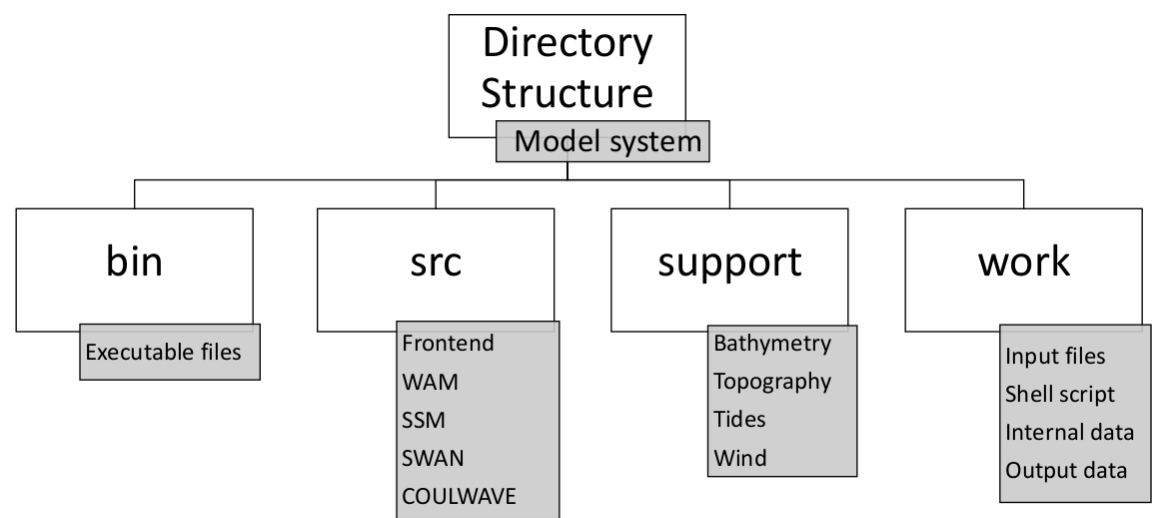 Directory
Structure
Model system
bin
Executable files
src
Frontend
WAM
SSM
SWAN
COULWAVE
support
Bathymetry
Topography
Tides
Wind
work
Input files
Shell script
Internal data
Output data